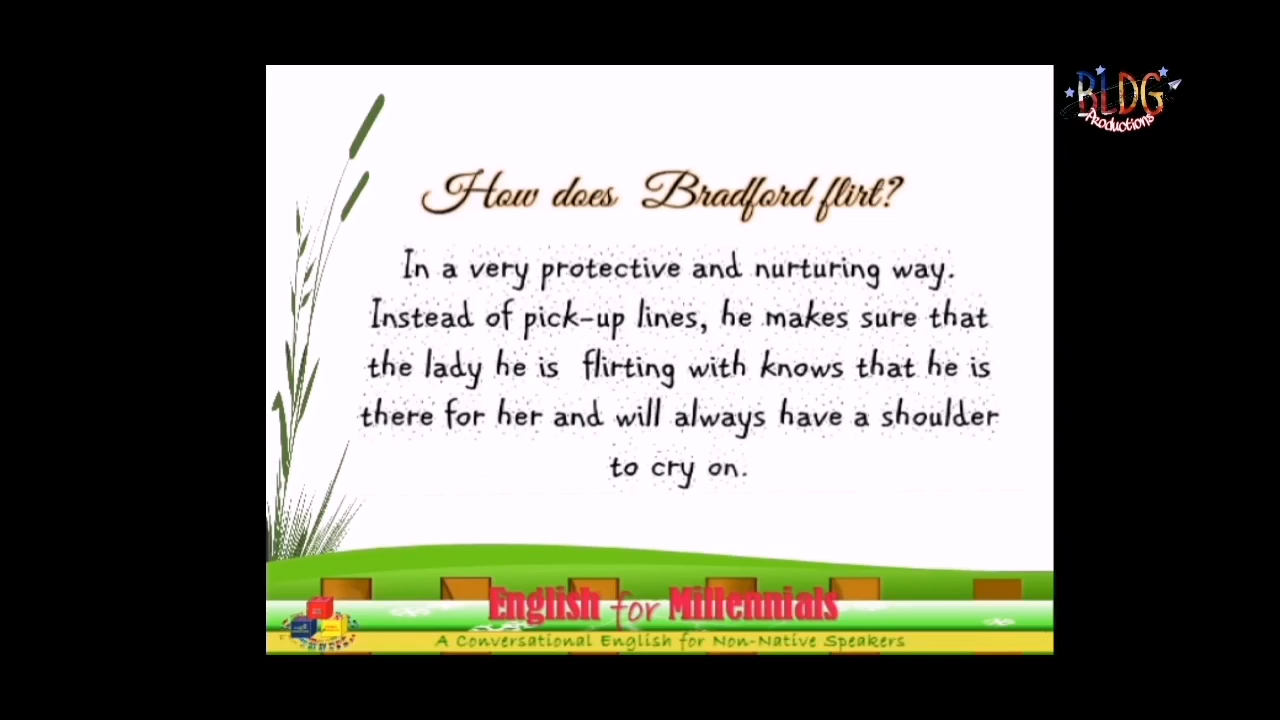 BLDG
Productions
How does Bradford flirt?
In a very protective and nurturing way.
Instead of pick-up lines, he makes sure that
the lady he is flirting with knows that he is
there for her and will always have a shoulder
to cry on.
English for Millennials
A Conversational English for Non-Native Speakers